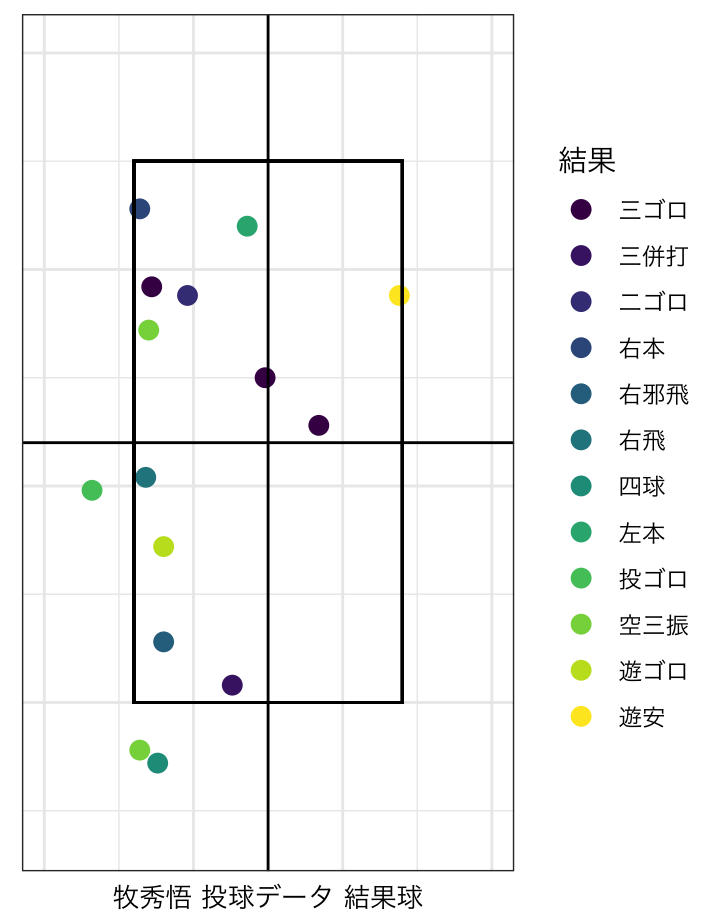 結果
三ゴロ
三併打
二ゴロ
右本
右邪飛
右飛
四球
左本
投ゴロ
空三振
遊ゴロ
遊安
牧秀悟 投球データ 結果球